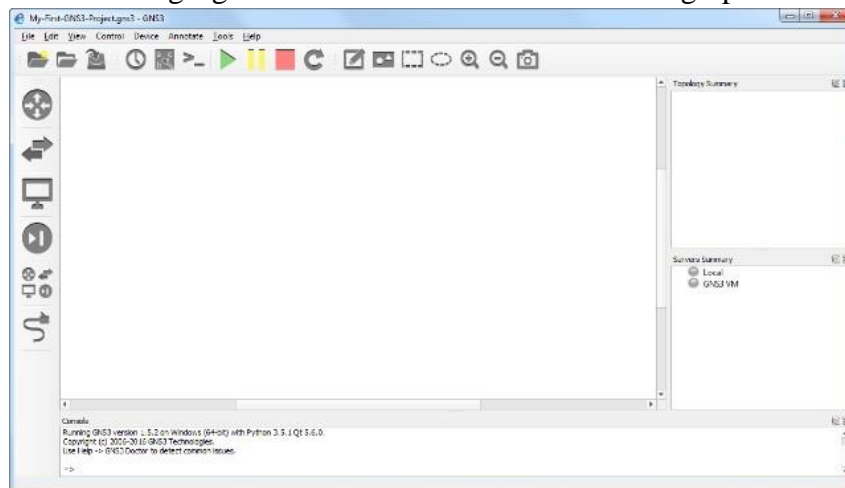 My-First-GNS3-Project.gns3 - GNS3
File Edit View Control Device Annotate Tools Help
Topology Summary
Servers Summary
Local
GNS3 VM
Console
Running GNS3 version 1.5.2 on Windows (64-bit) with Python 3.5.1 Qt 5.6.0.
Copyright (c) 2006-2016 GNS3 Technologies.
Use Help -> GNS3 Doctor to detect common issues.
=>